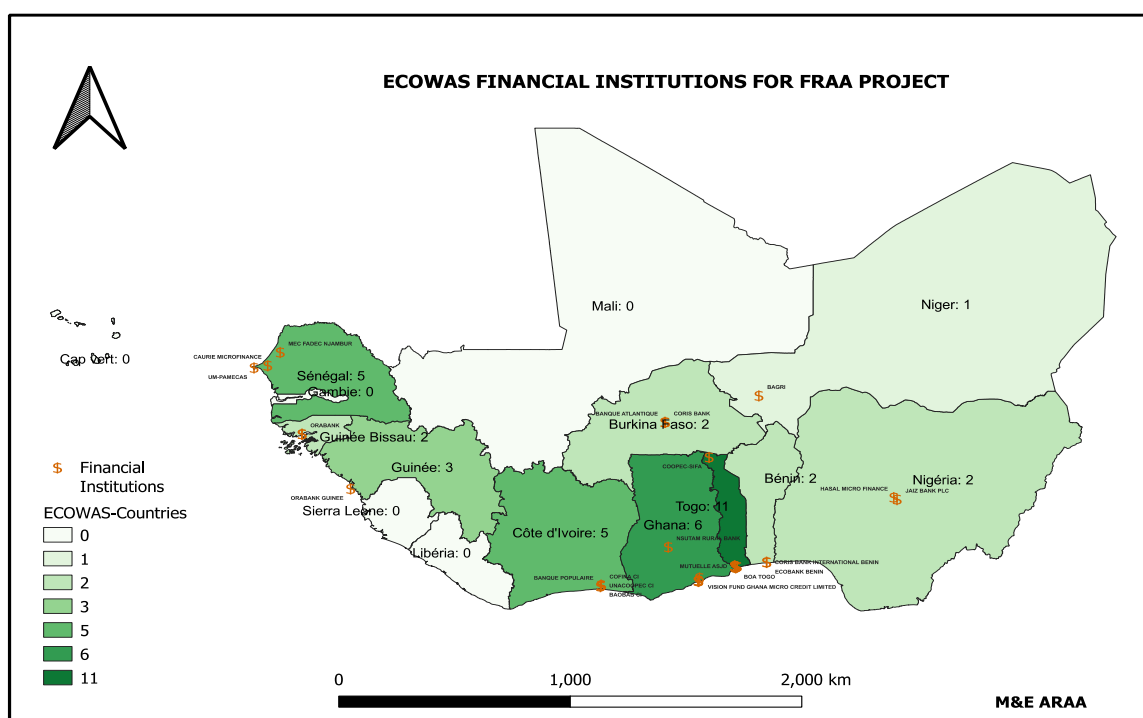 ECOWAS FINANCIAL INSTITUTIONS FOR FRAA PROJECT
Mali: 0
Niger: 1
Cap Vert: 0
MEC FADEC NJAMBUR
CAURIE MICROFINANCE
UM-PAMECAS
Sénégal: 5
Gambie: 0
BAGRI
BANQUE ATLANTIQUE
CORIS BANK
Burkina Faso: 2
ORABANK
Guinée Bissau: 2
Guinée: 3
COOPEC-SIFA
Bénin: 2
Nigéria: 2
HASAL MICRO FINANCE
JAIZ BANK PLC
ORABANK GUINEE
Sierra Leone: 0
Togo: 11
Ghana: 6
Côte d'Ivoire: 5
NSUTAM RURAL BANK
Libéria: 0
MUTUELLE ASJD
CORIS BANK INTERNATIONAL BENIN
ECOBANK BENIN
BOA TOGO
VISION FUND GHANA MICRO CREDIT LIMITED
BANQUE POPULAIRE
COFINA CI
UNACOOPEC CI
BAOBAB CI
$ Financial
Institutions
ECOWAS-Countries
0
1
2
3
5
6
11
0 1,000 2,000 km
M&E ARAA